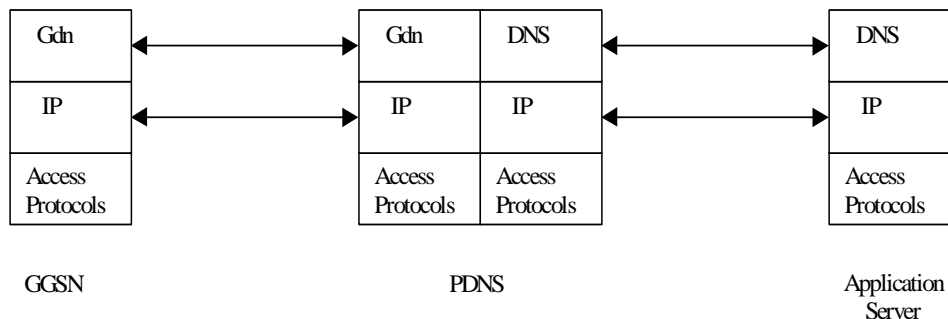 Gdn
Gdn
DNS
DNS
IP
IP
IP
IP
Access
Protocols
Access
Protocols
Access
Protocols
Access
Protocols
GGSN
PDNS
Application
Server